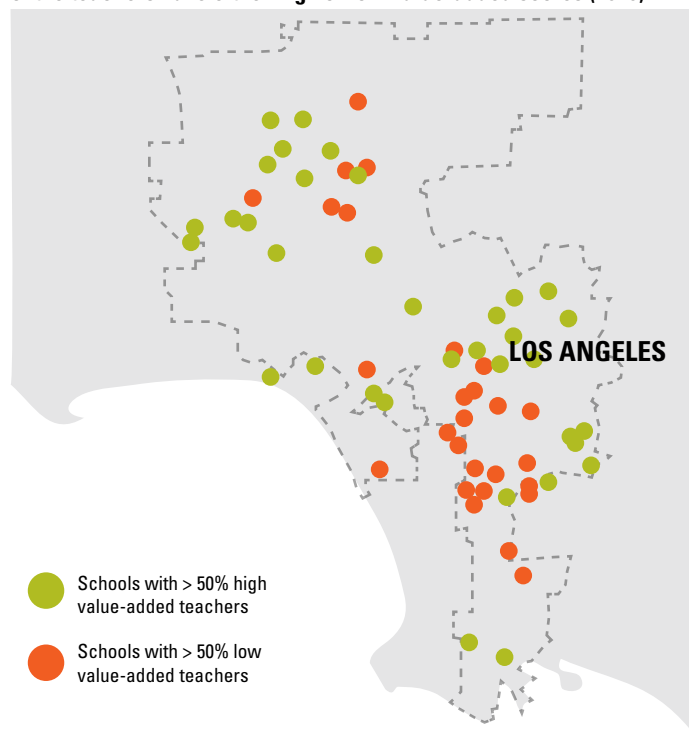 LOS ANGELES
Schools with > 50% high
value-added teachers
Schools with > 50% low
value-added teachers